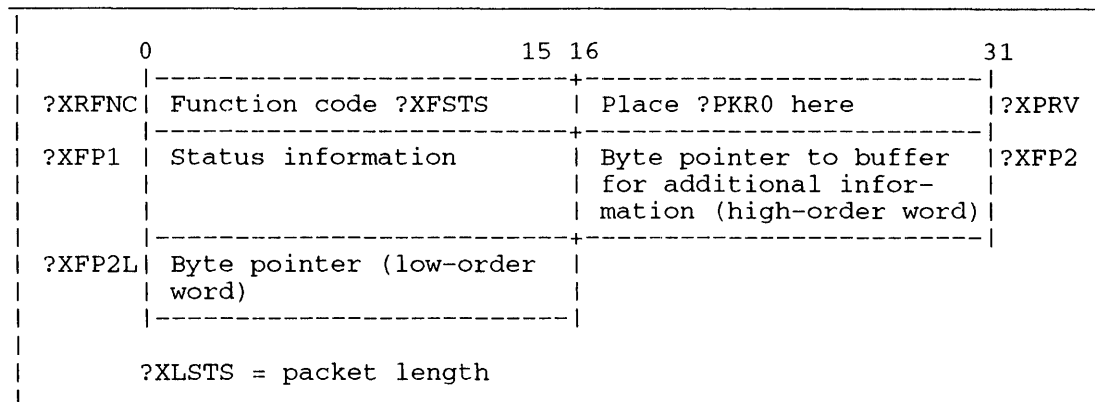 0 15 16 31
?XRFNC Function code ?XFSTS Place ?PKR0 here ?XPRV
?XFP1 Status information Byte pointer to buffer ?XFP2
for additional infor-
mation (high-order word)
?XFP2L Byte pointer (low-order
word)
?XLSTS = packet length